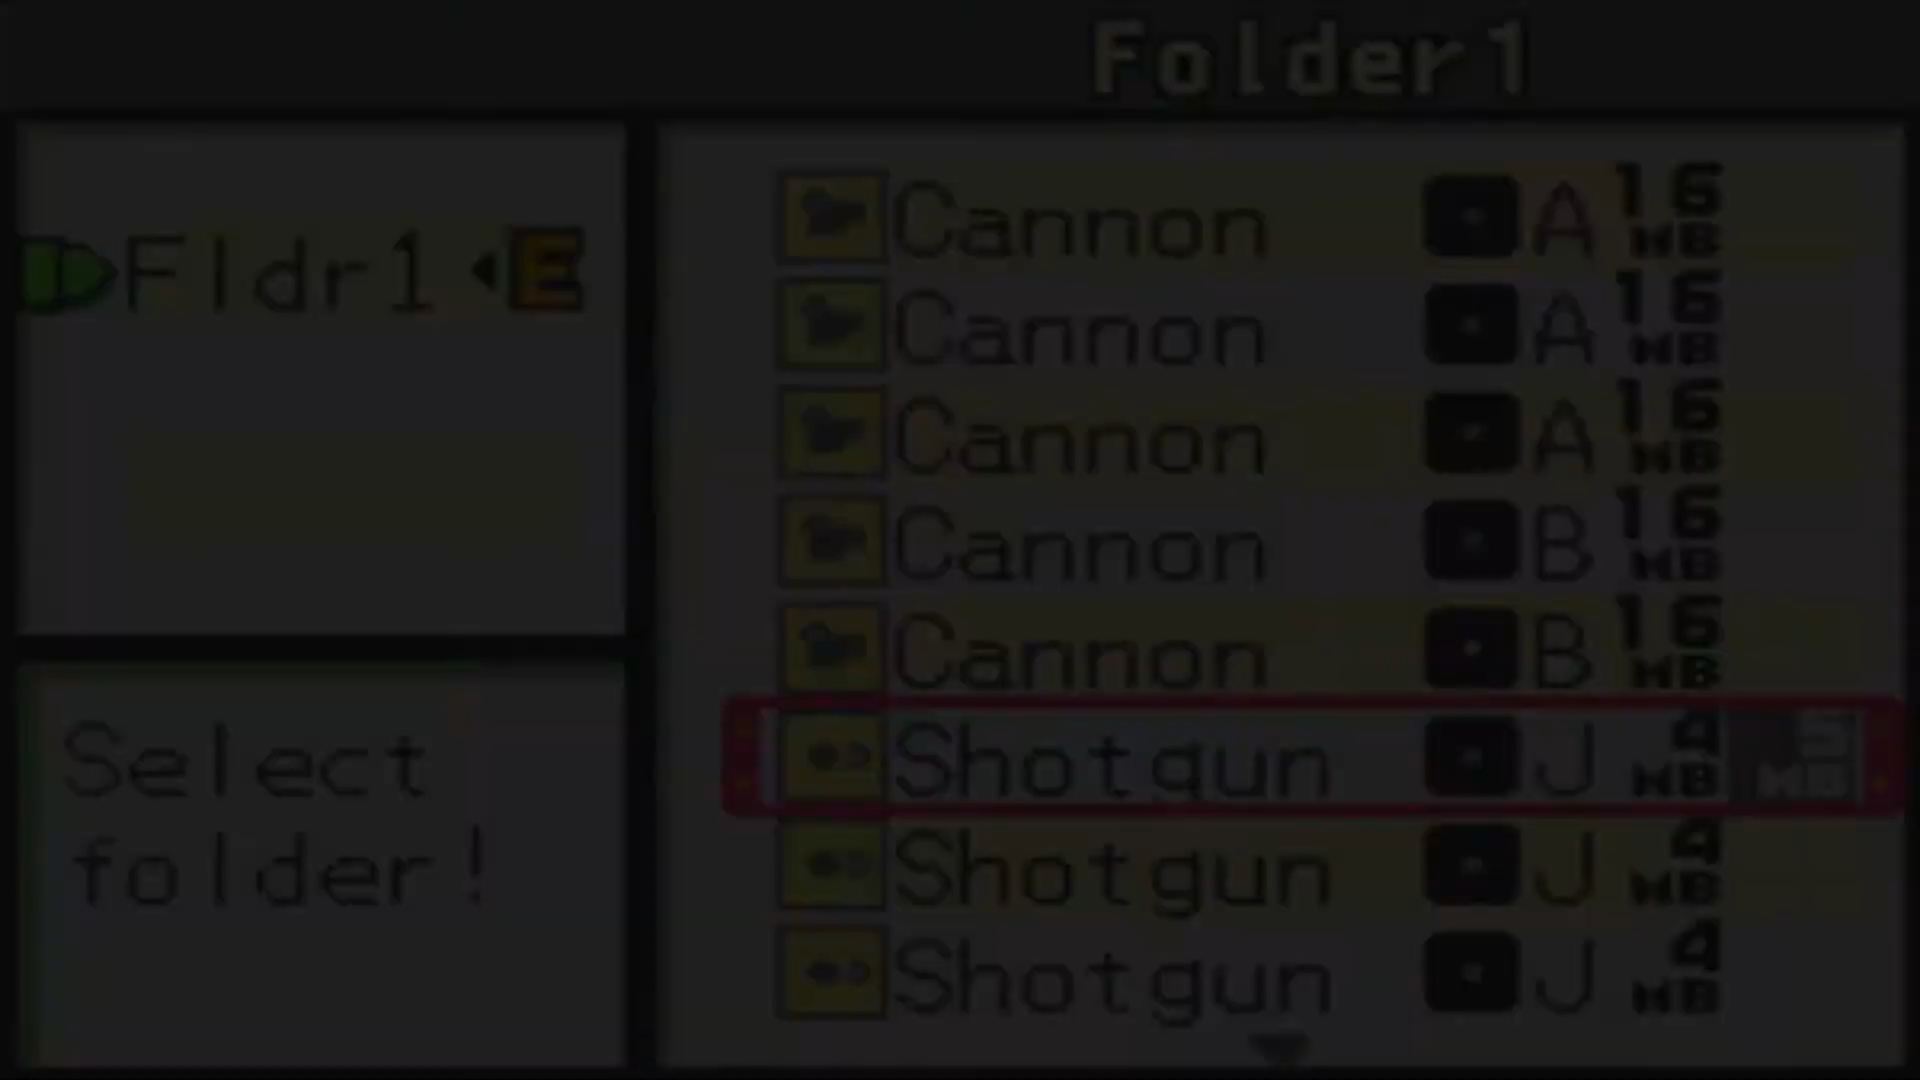 Folder1
Fldr1 E
Select
folder!
Cannon A 16 MB
Cannon A 16 MB
Cannon A 16 MB
Cannon B 16 MB
Cannon B 16 MB
Shotgun J 4 MB MB
Shotgun J 4 MB
Shotgun J 4 MB